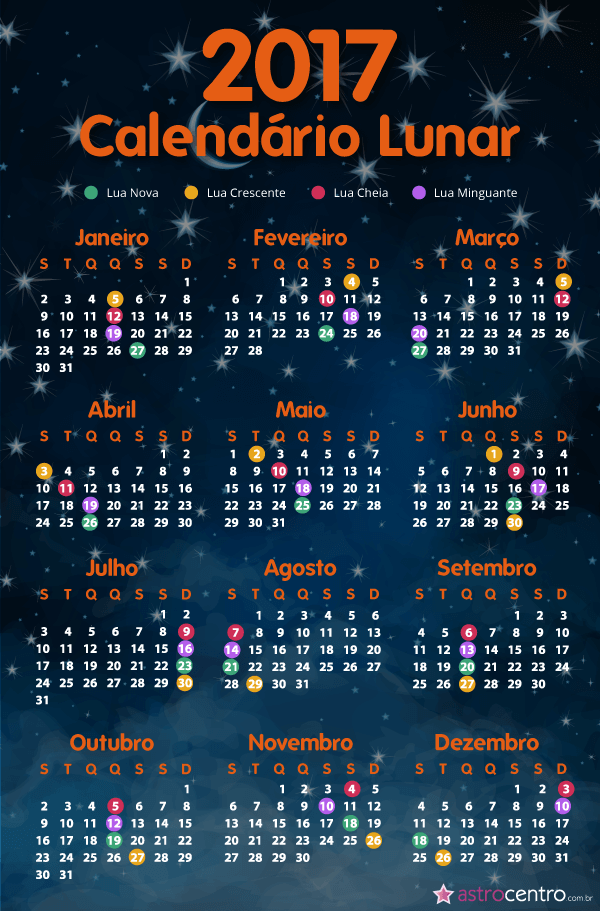 2017
Calendário Lunar
Lua Nova Lua Crescente Lua Cheia Lua Minguante
Janeiro
S T Q Q S S D
1
2 3 4 5 6 7 8
9 10 11 12 13 14 15
16 17 18 19 20 21 22
23 24 25 26 27 28 29
30 31
Fevereiro
S T Q Q S S D
1 2 3 4 5
6 7 8 9 10 11 12
13 14 15 16 17 18 19
20 21 22 23 24 25 26
27 28
Março
S T Q Q S S D
1 2 3 4 5
6 7 8 9 10 11 12
13 14 15 16 17 18 19
20 21 22 23 24 25 26
27 28 29 30 31
Abril
S T Q Q S S D
1 2
3 4 5 6 7 8 9
10 11 12 13 14 15 16
17 18 19 20 21 22 23
24 25 26 27 28 29 30
Maio
S T Q Q S S D
1 2 3 4 5 6 7
8 9 10 11 12 13 14
15 16 17 18 19 20 21
22 23 24 25 26 27 28
29 30 31
Junho
S T Q Q S S D
1 2 3 4
5 6 7 8 9 10 11
12 13 14 15 16 17 18
19 20 21 22 23 24 25
26 27 28 29 30
Julho
S T Q Q S S D
1 2
3 4 5 6 7 8 9
10 11 12 13 14 15 16
17 18 19 20 21 22 23
24 25 26 27 28 29 30
31
Agosto
S T Q Q S S D
1 2 3 4 5 6
7 8 9 10 11 12 13
14 15 16 17 18 19 20
21 22 23 24 25 26 27
28 29 30 31
Setembro
S T Q Q S S D
1 2 3
4 5 6 7 8 9 10
11 12 13 14 15 16 17
18 19 20 21 22 23 24
25 26 27 28 29 30
Outubro
S T Q Q S S D
1
2 3 4 5 6 7 8
9 10 11 12 13 14 15
16 17 18 19 20 21 22
23 24 25 26 27 28 29
30 31
Novembro
S T Q Q S S D
1 2 3 4 5
6 7 8 9 10 11 12
13 14 15 16 17 18 19
20 21 22 23 24 25 26
27 28 29 30
Dezembro
S T Q Q S S D
1 2 3
4 5 6 7 8 9 10
11 12 13 14 15 16 17
18 19 20 21 22 23 24
25 26 27 28 29 30 31
astrocentro.com.br